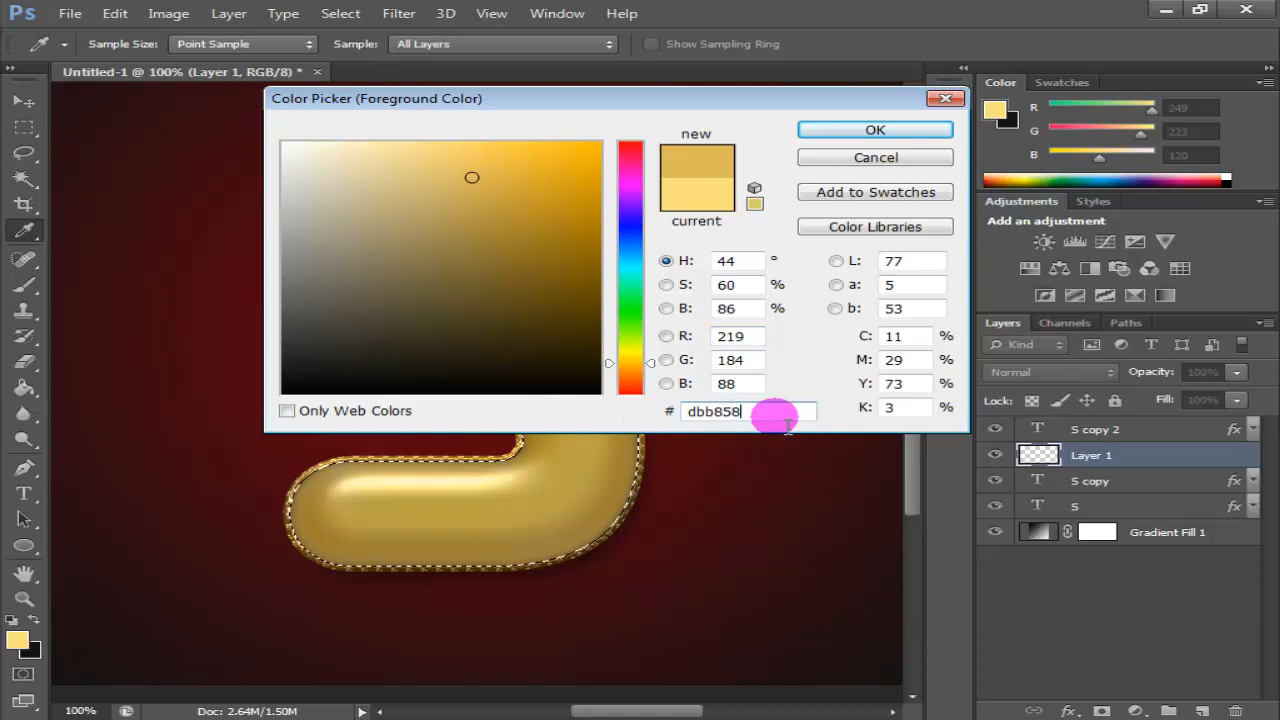 Ps File Edit Image Layer Type Select Filter 3D View Window Help
Sample Size: Point Sample Sample: All Layers Show Sampling Ring
Untitled-1 @ 100% (Layer 1, RGB/8) *
Color Picker (Foreground Color)
new
current
OK
Cancel
Add to Swatches
Color Libraries
H: 44 °
S: 60 %
B: 86 %
R: 219
G: 184
B: 88
# dbb858
L: 77
a: 5
b: 53
C: 11 %
M: 29 %
Y: 73 %
K: 3 %
Only Web Colors
Color Swatches
R 249
G 223
B 120
Adjustments Styles
Add an adjustment
Layers Channels Paths
Kind
Normal Opacity: 100%
Lock: Fill: 100%
T S copy 2 fx
Layer 1
T S copy fx
T S fx
Gradient Fill 1
fx
100% Doc: 2.64M/1.50M